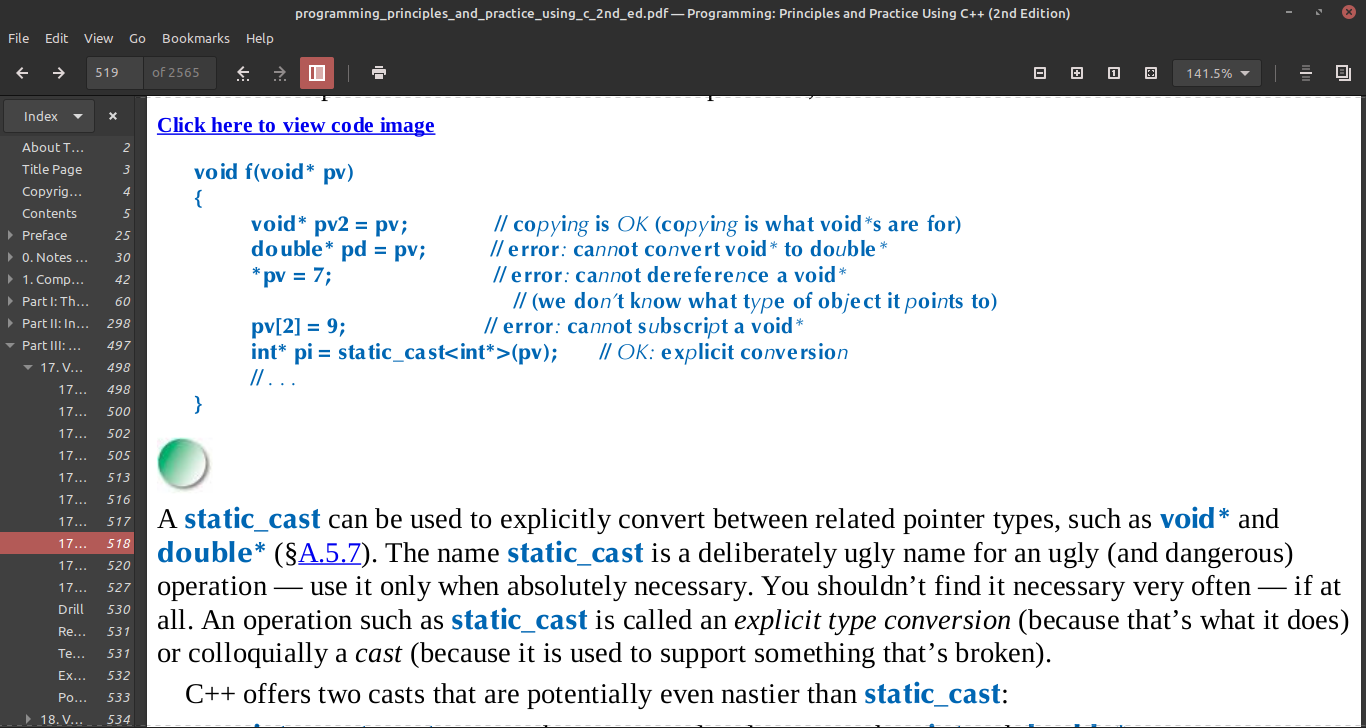 programming_principles_and_practice_using_c_2nd_ed.pdf — Programming: Principles and Practice Using C++ (2nd Edition)
File Edit View Go Bookmarks Help
519 of 2565 141.5%
Index
About T... 2
Title Page 3
Copyrig... 4
Contents 5
Preface 25
0. Notes ... 30
1. Comp... 42
Part I: Th... 60
Part II: In... 298
Part III: ... 497
17. V... 498
17... 498
17... 500
17... 502
17... 505
17... 513
17... 516
17... 517
17... 518
17... 520
17... 527
Drill 530
Re... 531
Te... 531
Ex... 532
Po... 533
18. V... 534
Click here to view code image
void f(void* pv)
{
void* pv2 = pv; // copying is OK (copying is what void*s are for)
double* pd = pv; // error: cannot convert void* to double*
*pv = 7; // error: cannot dereference a void*
// (we don't know what type of object it points to)
pv[2] = 9; // error: cannot subscript a void*
int* pi = static_cast<int*>(pv); // OK: explicit conversion
// . . .
}
A static_cast can be used to explicitly convert between related pointer types, such as void* and
double* (§A.5.7). The name static_cast is a deliberately ugly name for an ugly (and dangerous)
operation — use it only when absolutely necessary. You shouldn’t find it necessary very often — if at
all. An operation such as static_cast is called an explicit type conversion (because that’s what it does)
or colloquially a cast (because it is used to support something that’s broken).
C++ offers two casts that are potentially even nastier than static_cast: